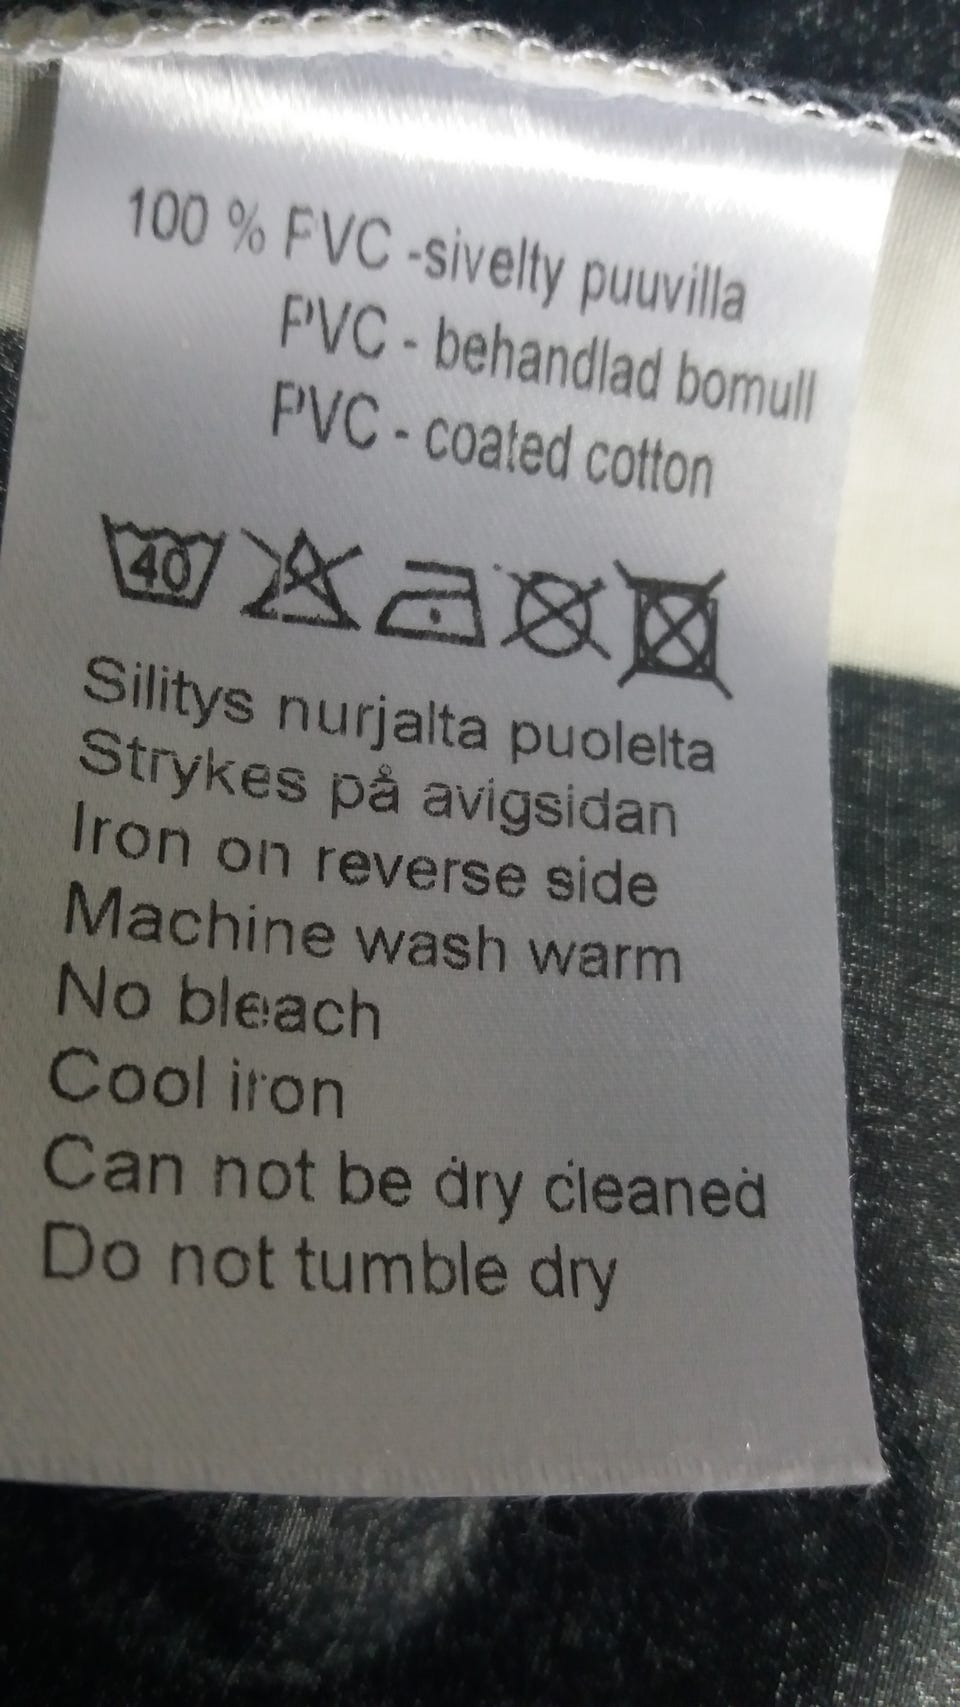 100 % PVC -sivelty puuvilla
PVC - behandlad bomull
PVC - coated cotton
40
Silitys nurjalta puolelta
Strykes på avigsidan
Iron on reverse side
Machine wash warm
No bleach
Cool iron
Can not be dry cleaned
Do not tumble dry